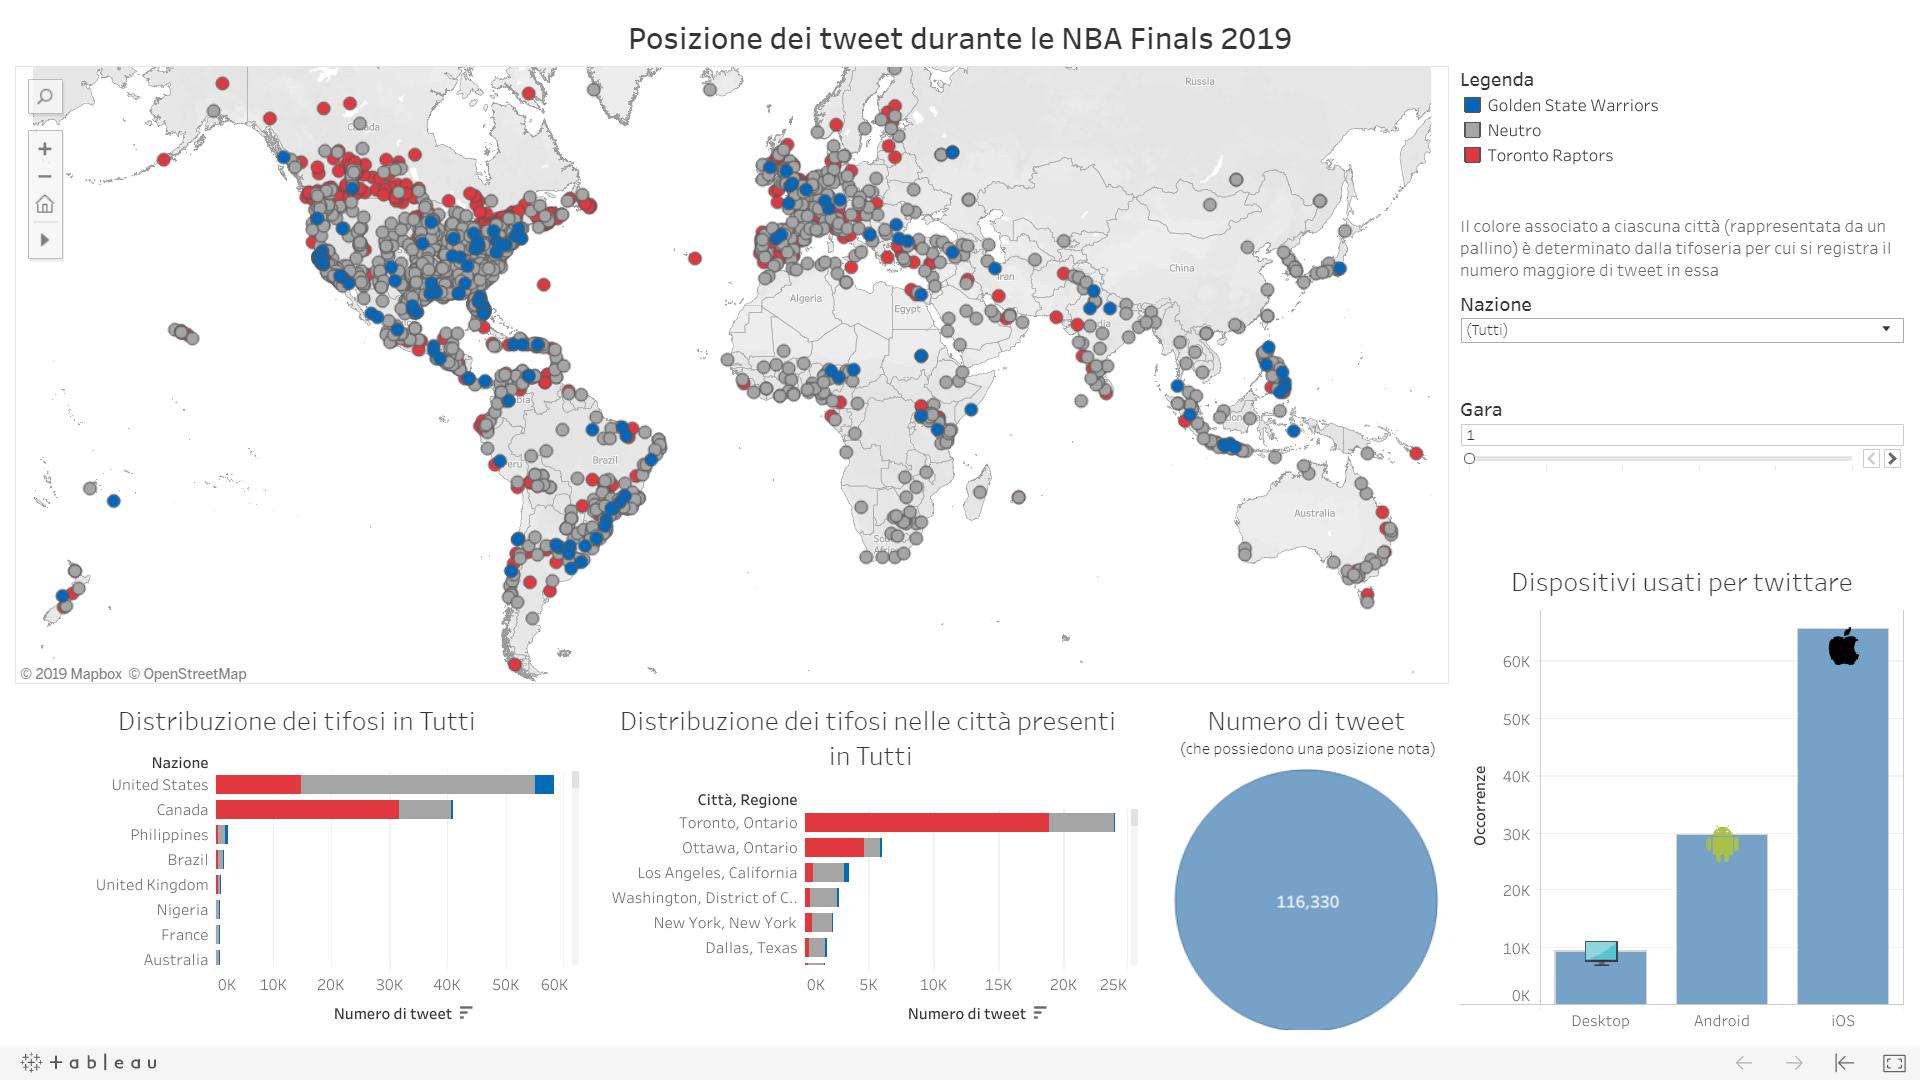 Posizione dei tweet durante le NBA Finals 2019
Russia
Canada
China
Iran
Algeria
Egypt
Brazil
Australia
© 2019 Mapbox © OpenStreetMap
Legenda
Golden State Warriors
Neutro
Toronto Raptors
Il colore associato a ciascuna città (rappresentata da un
pallino) è determinato dalla tifoseria per cui si registra il
numero maggiore di tweet in essa
Nazione
(Tutti)
Gara
1
Distribuzione dei tifosi in Tutti
Nazione
United States
Canada
Philippines
Brazil
United Kingdom
Nigeria
France
Australia
0K 10K 20K 30K 40K 50K 60K
Numero di tweet
Distribuzione dei tifosi nelle città presenti
in Tutti
Città, Regione
Toronto, Ontario
Ottawa, Ontario
Los Angeles, California
Washington, District of C..
New York, New York
Dallas, Texas
0K 5K 10K 15K 20K 25K
Numero di tweet
Numero di tweet
(che possiedono una posizione nota)
116,330
Dispositivi usati per twittare
Occorrenze
60K
50K
40K
30K
20K
10K
0K
Desktop Android iOS
+ a b | e a u